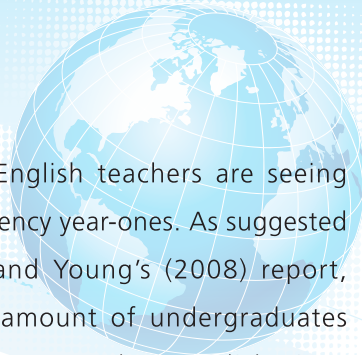 English teachers are seeing
ency year-ones. As suggested
and Young's (2008) report,
amount of undergraduates